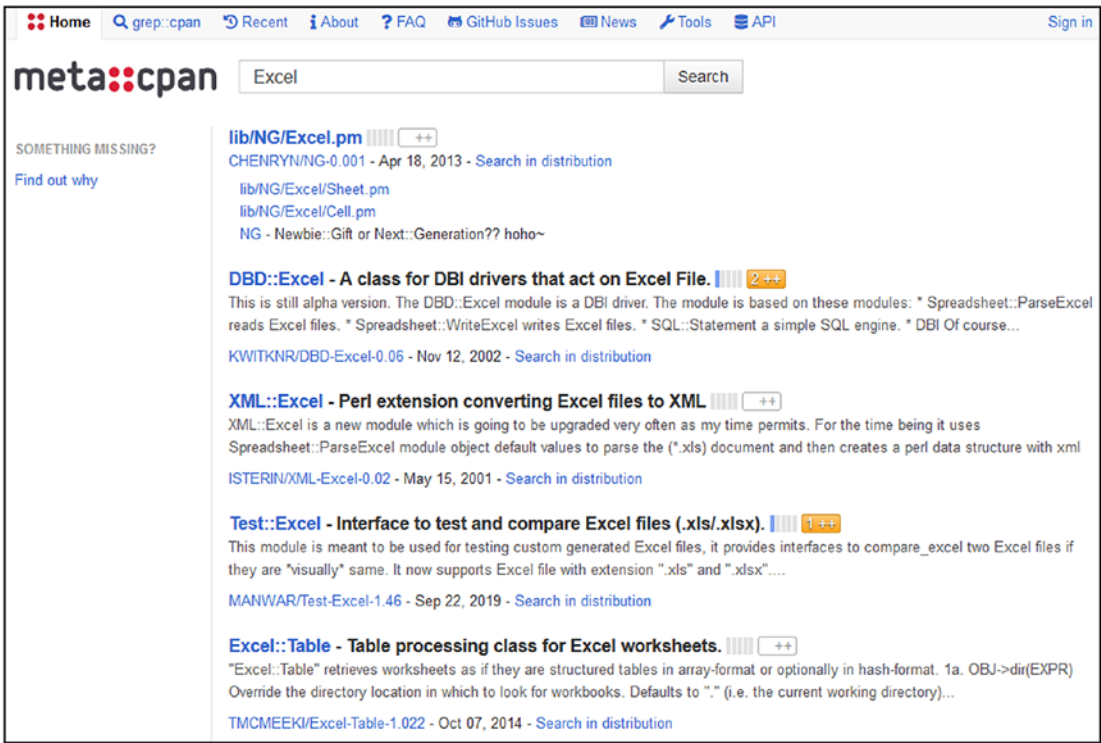 Home grep::cpan Recent About FAQ GitHub Issues News Tools API Sign in
meta::cpan Excel Search
SOMETHING MISSING?
Find out why
lib/NG/Excel.pm ++
CHENRYN/NG-0.001 - Apr 18, 2013 - Search in distribution
lib/NG/Excel/Sheet.pm
lib/NG/Excel/Cell.pm
NG - Newbie::Gift or Next::Generation?? hoho~
DBD::Excel - A class for DBI drivers that act on Excel File. 2 ++
This is still alpha version. The DBD::Excel module is a DBI driver. The module is based on these modules: * Spreadsheet::ParseExcel
reads Excel files. * Spreadsheet::WriteExcel writes Excel files. * SQL::Statement a simple SQL engine. * DBI Of course...
KWITKNR/DBD-Excel-0.06 - Nov 12, 2002 - Search in distribution
XML::Excel - Perl extension converting Excel files to XML ++
XML::Excel is a new module which is going to be upgraded very often as my time permits. For the time being it uses
Spreadsheet::ParseExcel module object default values to parse the (*.xls) document and then creates a perl data structure with xml
ISTERIN/XML-Excel-0.02 - May 15, 2001 - Search in distribution
Test::Excel - Interface to test and compare Excel files (.xls/.xlsx). 1 ++
This module is meant to be used for testing custom generated Excel files, it provides interfaces to compare_excel two Excel files if
they are *visually* same. It now supports Excel file with extension ".xls" and ".xlsx"....
MANWAR/Test-Excel-1.46 - Sep 22, 2019 - Search in distribution
Excel::Table - Table processing class for Excel worksheets. ++
"Excel::Table" retrieves worksheets as if they are structured tables in array-format or optionally in hash-format. 1a. OBJ->dir(EXPR)
Override the directory location in which to look for workbooks. Defaults to "." (i.e. the current working directory)...
TMCMEEKI/Excel-Table-1.022 - Oct 07, 2014 - Search in distribution